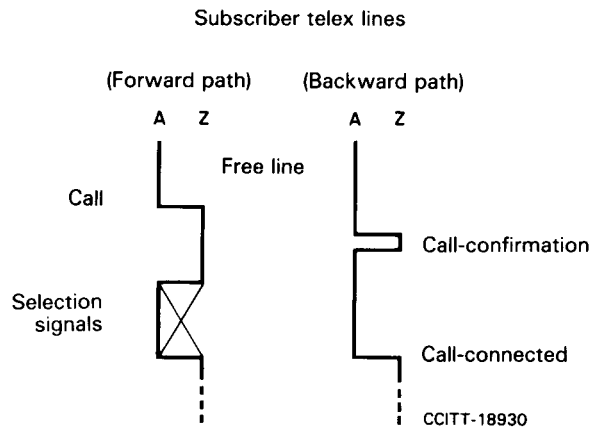 Subscriber telex lines
(Forward path) (Backward path)
A Z A Z
Free line
Call
Call-confirmation
Selection
signals
Call-connected
CCITT-18930